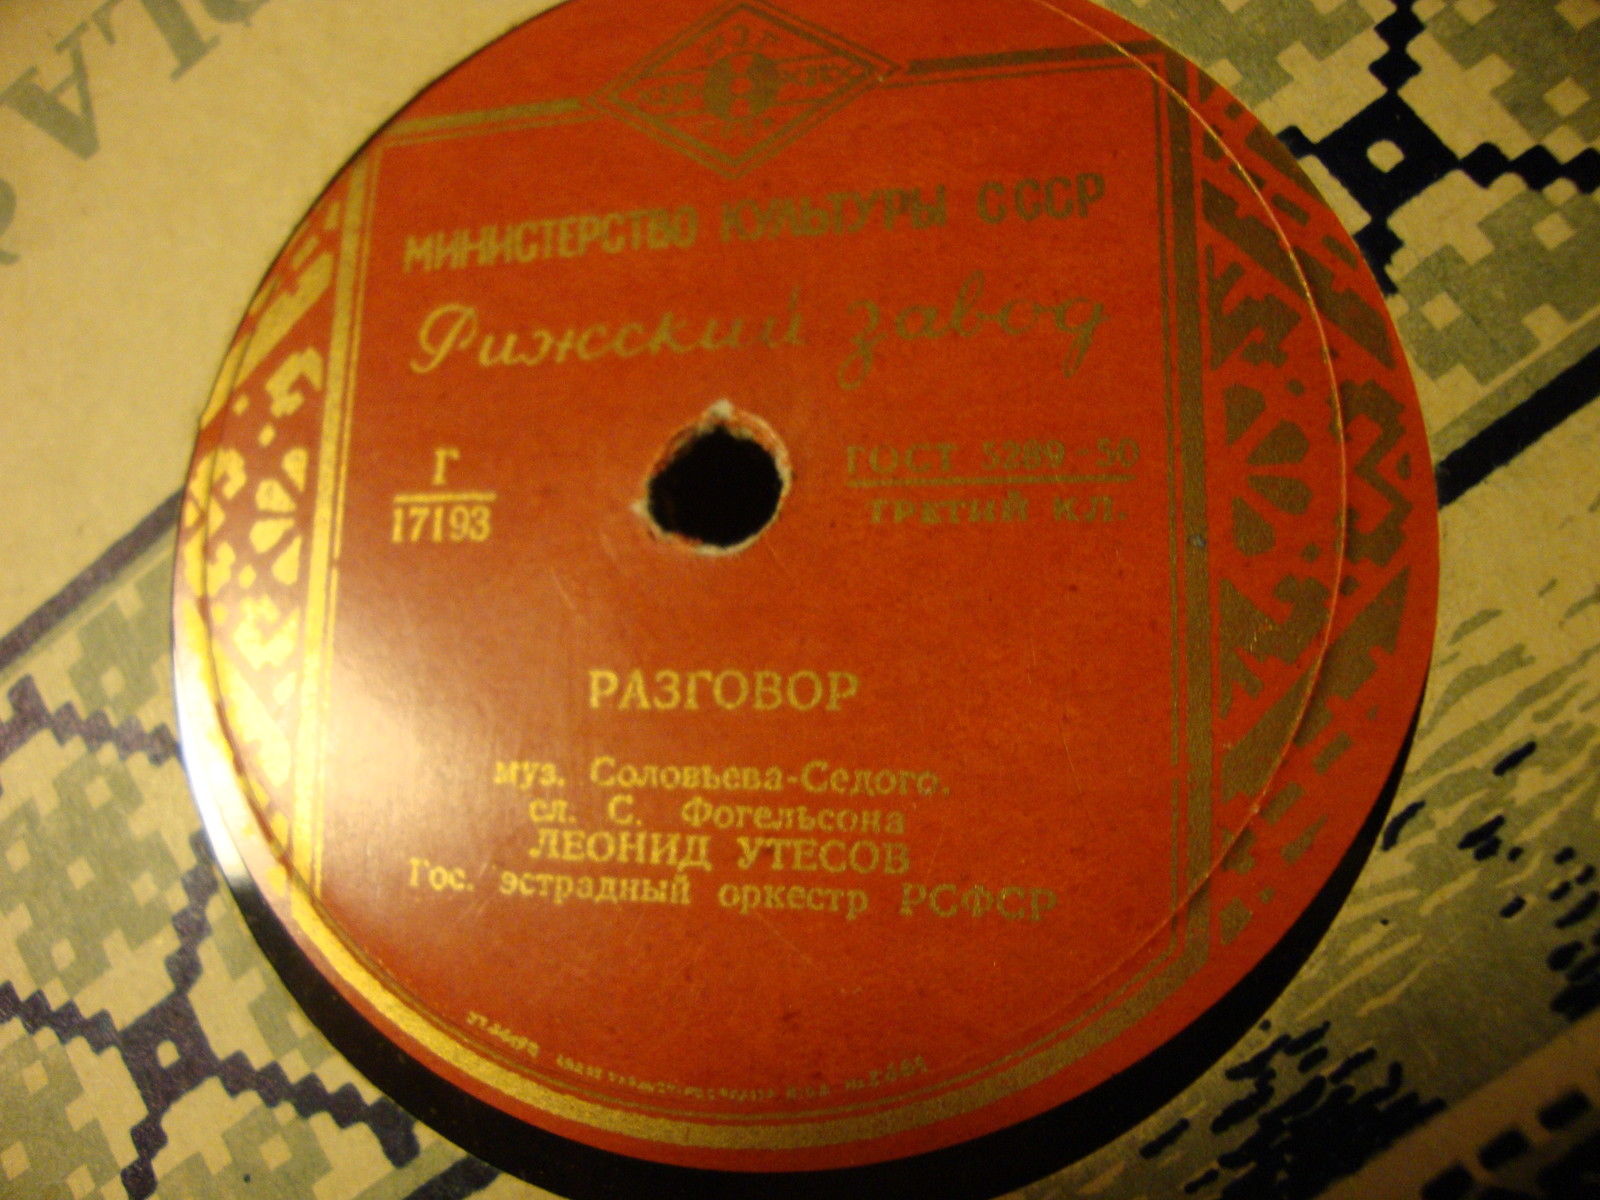 МИНИСТЕРСТВО КУЛЬТУРЫ СССР
Рижский завод
Г
17193
ГОСТ 5289-50
ТРЕТИЙ КЛ.
РАЗГОВОР
муз. Соловьева-Седого.
сл. С. Фогельсона
ЛЕОНИД УТЕСОВ
Гос. эстрадный оркестр РСФСР